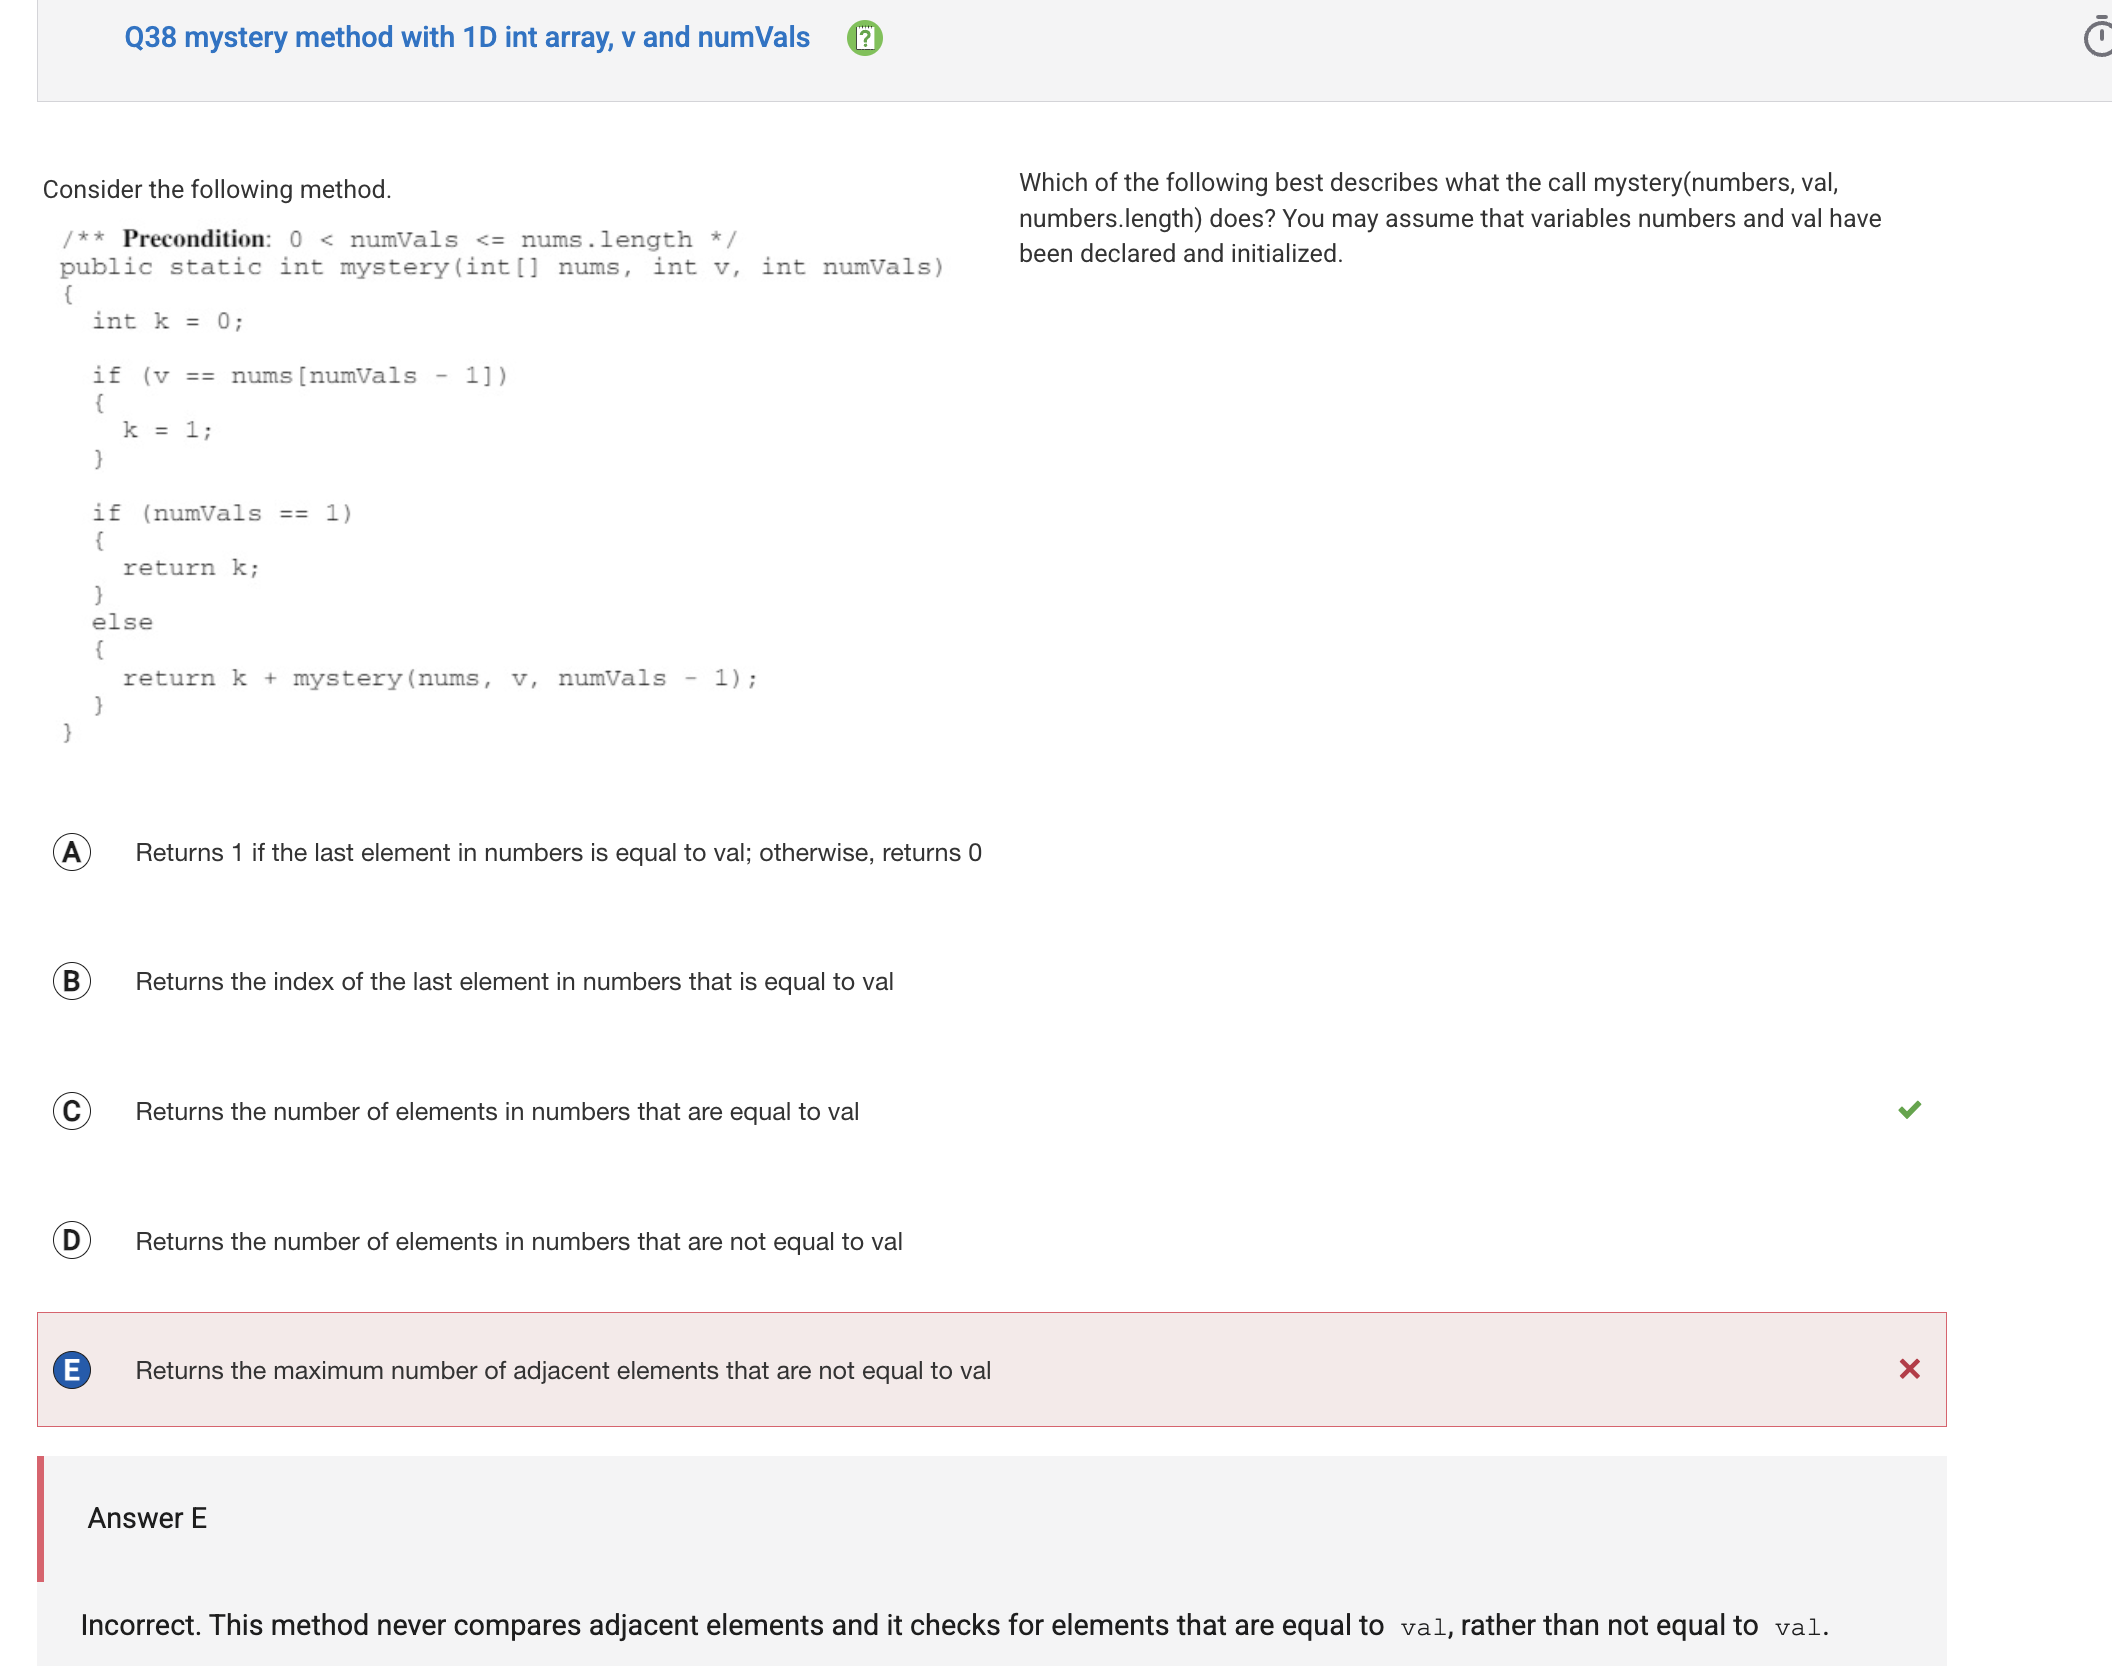 Q38 mystery method with 1D int array, v and numVals
Consider the following method.
/** Precondition: 0 < numVals <= nums.length */
public static int mystery(int[] nums, int v, int numVals)
{
int k = 0;
if (v == nums[numVals - 1])
{
k = 1;
}
if (numVals == 1)
{
return k;
}
else
{
return k + mystery(nums, v, numVals - 1);
}
}
Which of the following best describes what the call mystery(numbers, val,
numbers.length) does? You may assume that variables numbers and val have
been declared and initialized.
A Returns 1 if the last element in numbers is equal to val; otherwise, returns 0
B Returns the index of the last element in numbers that is equal to val
C Returns the number of elements in numbers that are equal to val
D Returns the number of elements in numbers that are not equal to val
E Returns the maximum number of adjacent elements that are not equal to val
Answer E
Incorrect. This method never compares adjacent elements and it checks for elements that are equal to val, rather than not equal to val.